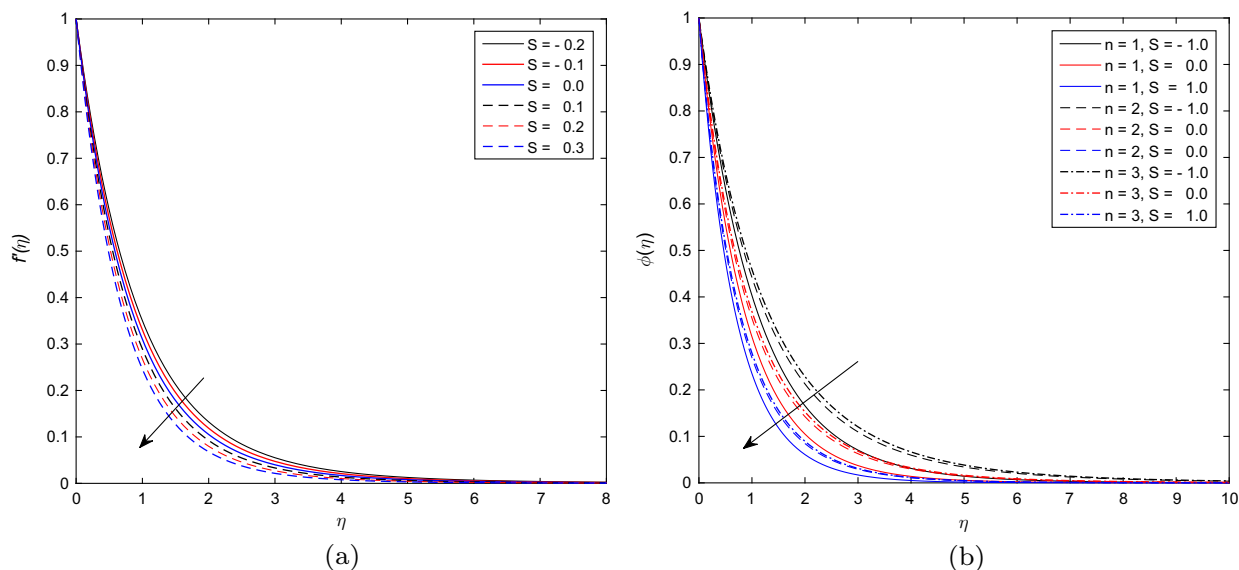 1
0.9
0.8
0.7
0.6
0.5
0.4
0.3
0.2
0.1
0
f'(η)
0 1 2 3 4 5 6 7 8
η
S = - 0.2
S = - 0.1
S = 0.0
S = 0.1
S = 0.2
S = 0.3
(a)
1
0.9
0.8
0.7
0.6
0.5
0.4
0.3
0.2
0.1
0
ϕ(η)
0 1 2 3 4 5 6 7 8 9 10
η
n = 1, S = - 1.0
n = 1, S = 0.0
n = 1, S = 1.0
n = 2, S = - 1.0
n = 2, S = 0.0
n = 2, S = 0.0
n = 3, S = - 1.0
n = 3, S = 0.0
n = 3, S = 1.0
(b)